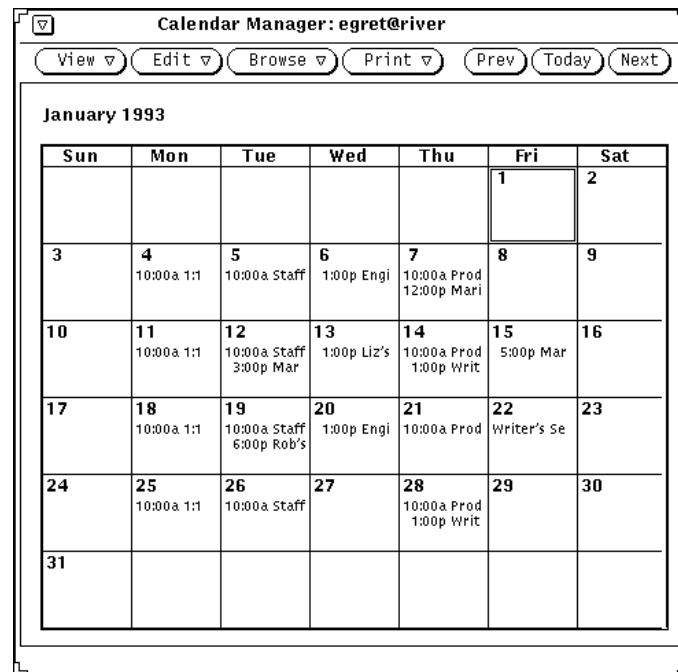 Calendar Manager: egret@river
View Edit Browse Print Prev Today Next
January 1993
Sun Mon Tue Wed Thu Fri Sat
1 2
3 4 5 6 7 8 9
10:00a 1:1 10:00a Staff 1:00p Engi 10:00a Prod
12:00p Mari
10 11 12 13 14 15 16
10:00a 1:1 10:00a Staff 1:00p Liz's 10:00a Prod 5:00p Mar
3:00p Mar 1:00p Writ
17 18 19 20 21 22 23
10:00a 1:1 10:00a Staff 1:00p Engi 10:00a Prod Writer's Se
6:00p Rob's
24 25 26 27 28 29 30
10:00a 1:1 10:00a Staff 10:00a Prod
1:00p Writ
31